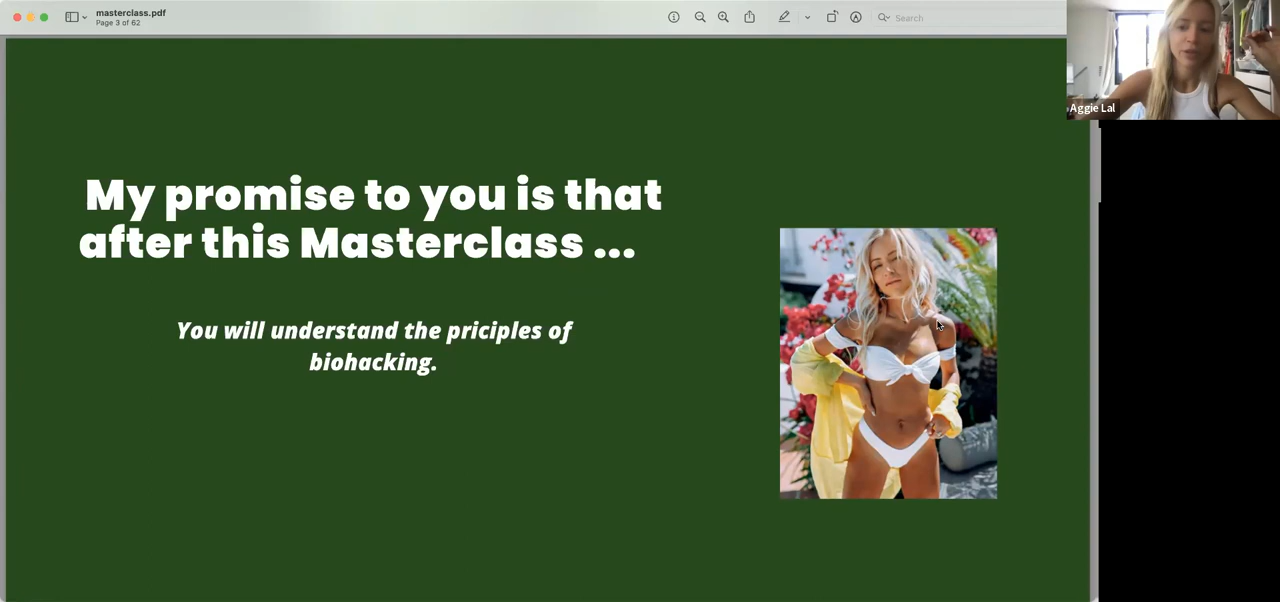 masterclass.pdf
Page 3 of 62
Search
Aggie Lal
My promise to you is that
after this Masterclass ...
You will understand the priciples of
biohacking.